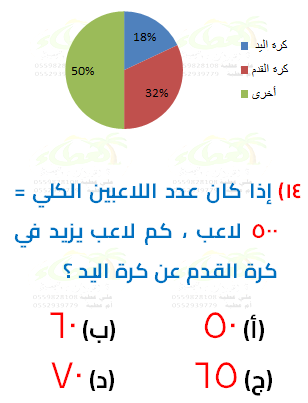 18%
32%
50%
كرة اليد
كرة القدم
أخرى
١٤) إذا كان عدد اللاعبين الكلي =
٥٠٠ لاعب ، كم لاعب يزيد في
كرة القدم عن كرة اليد ؟
(أ) ٥٠ (ب) ٦٠
(ج) ٦٥ (د) ٧٠